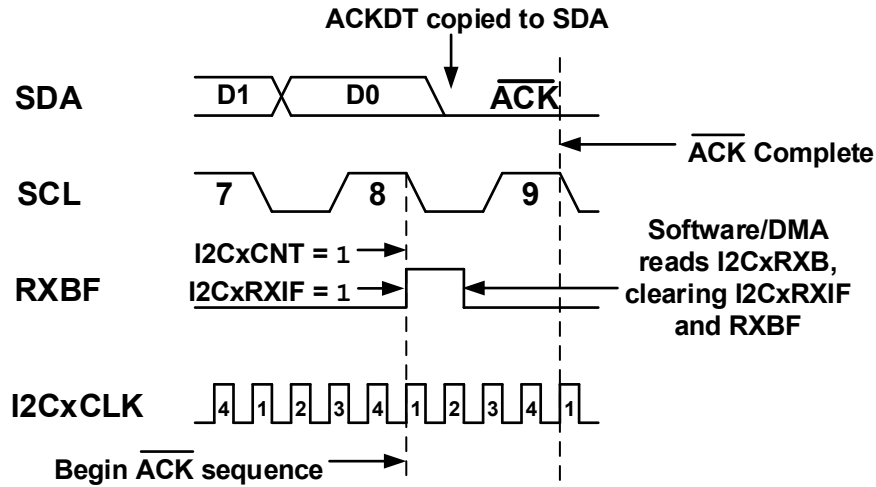 ACKDT copied to SDA
SDA
D1
D0
ACK
ACK Complete
SCL
7
8
9
I2CxCNT = 1
Software/DMA
reads I2CxRXB,
clearing I2CxRXIF
and RXBF
RXBF
I2CxRXIF = 1
I2CxCLK
4 1 2 3 4 1 2 3 4 1
Begin ACK sequence